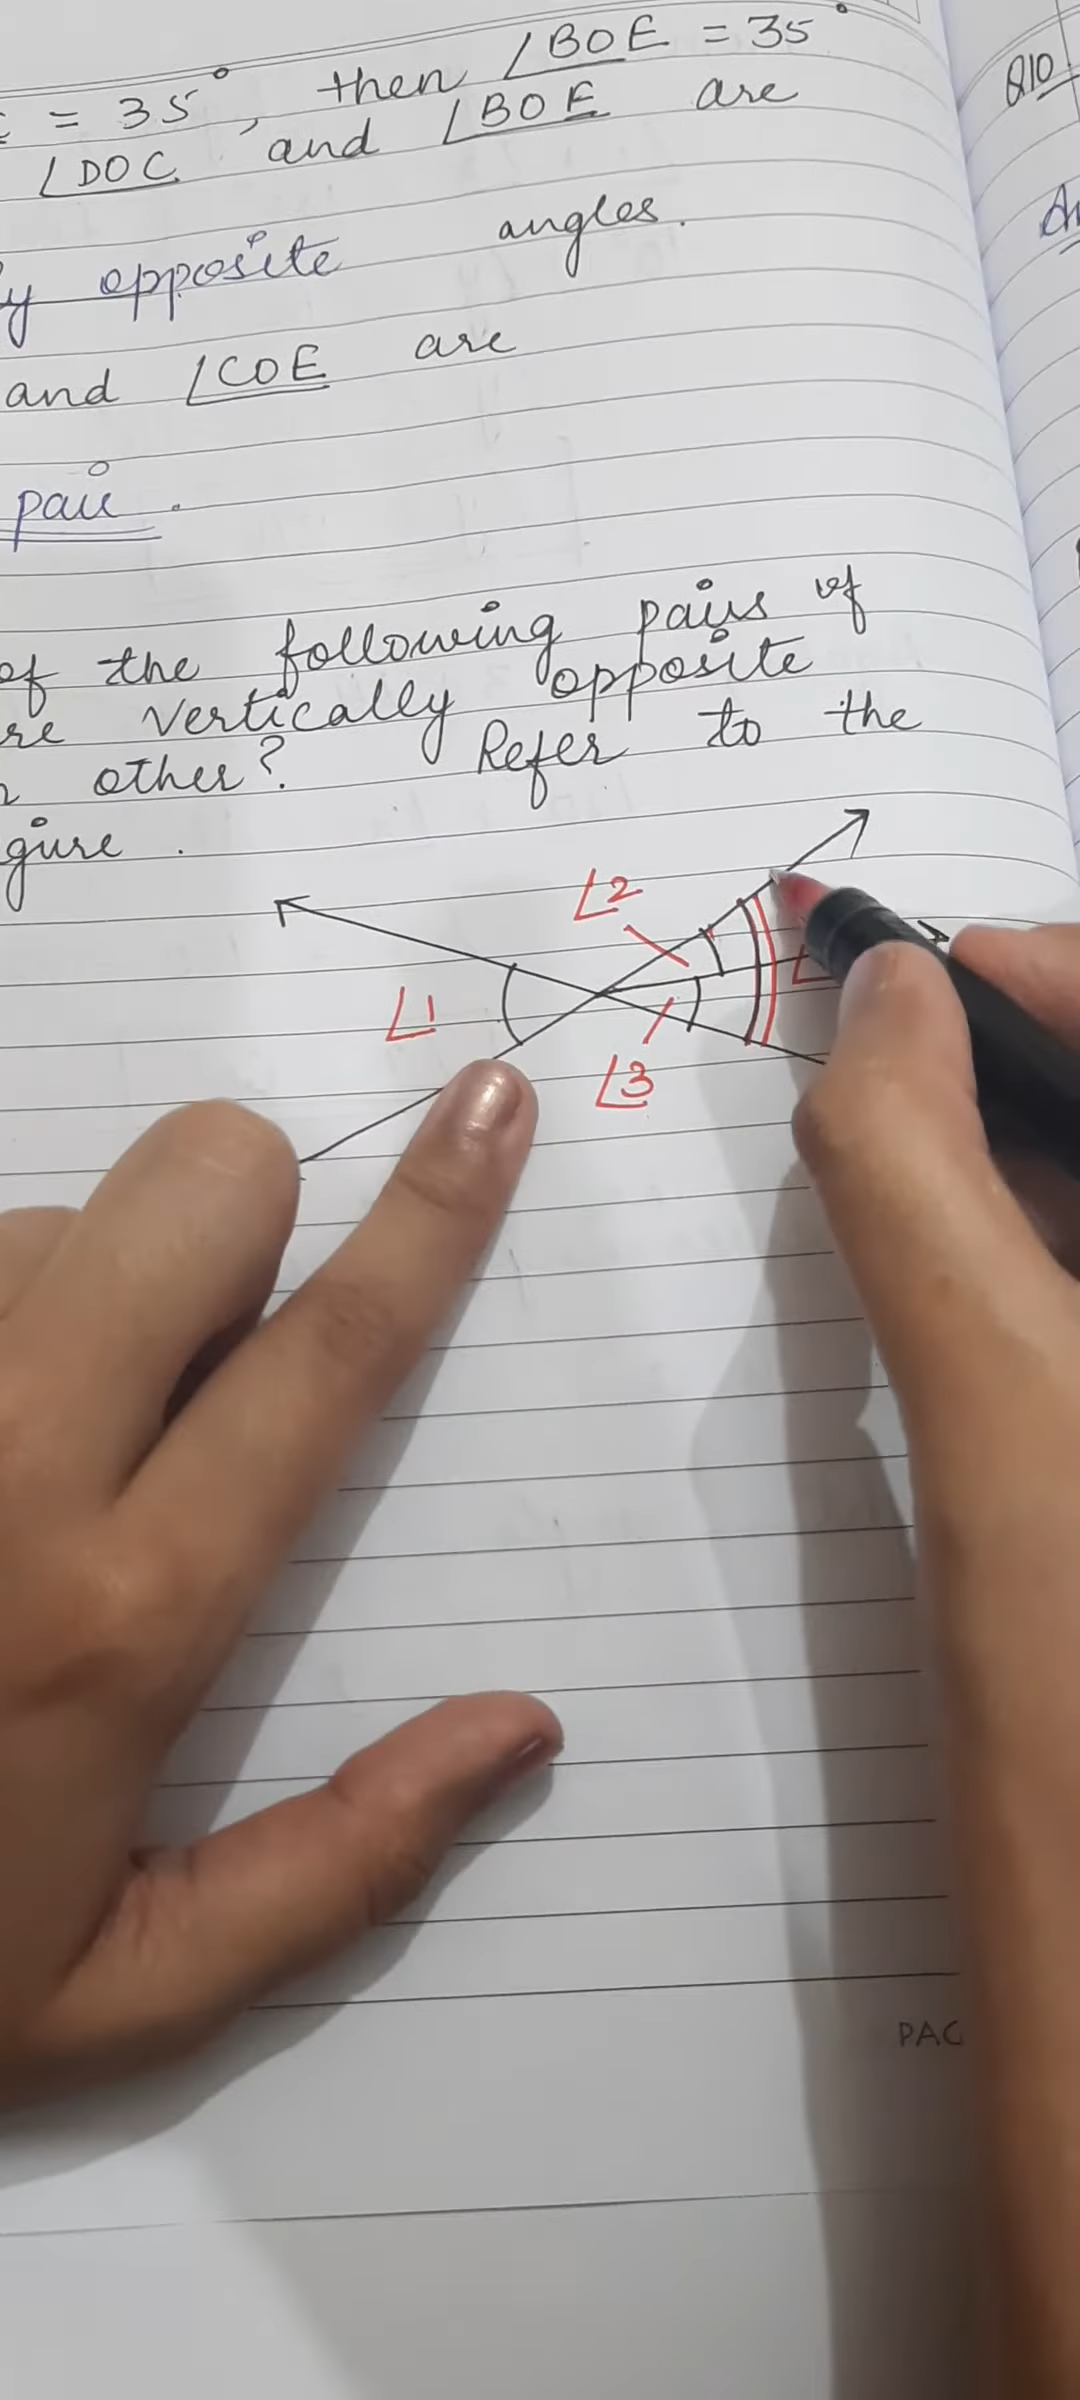 = 35°, then ∠BOE = 35°
∠DOC and ∠BOE are
opposite angles.
and ∠COE are
pair.
of the following pairs of
vertically opposite
other? Refer to the
.
∠2
∠1
∠3
Q10
PAG